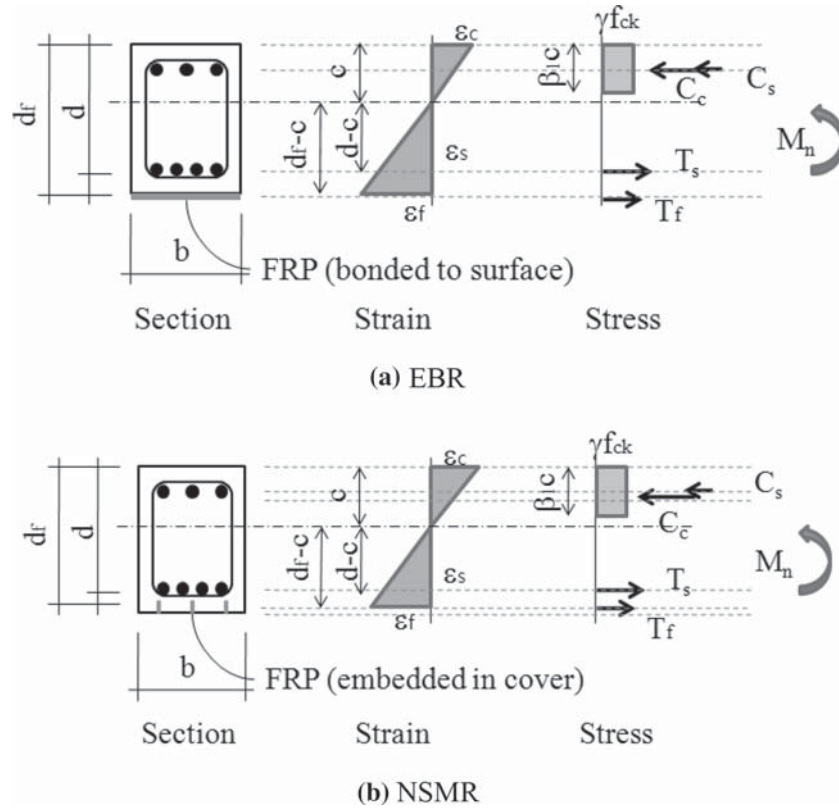 εc
γfck
df
d
c
df-c
d-c
εs
εf
β1c
Cc
Cs
Ts
Tf
Mn
b
FRP (bonded to surface)
Section
Strain
Stress
(a) EBR
εc
γfck
df
d
c
df-c
d-c
εs
εf
β1c
Cs
Cc
Ts
Tf
Mn
b
FRP (embedded in cover)
Section
Strain
Stress
(b) NSMR